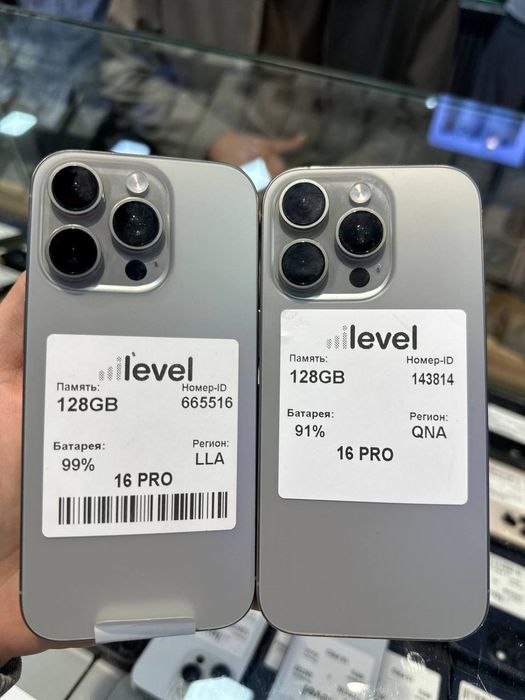 level
Память:
Номер-ID
128GB
665516
Батарея:
Регион:
99%
LLA
16 PRO
level
Память:
Номер-ID
128GB
143814
Батарея:
Регион:
91%
QNA
16 PRO